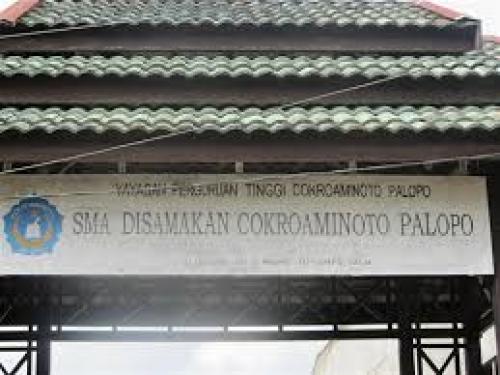 YAYASAN PERGURUAN TINGGI COKROAMINOTO PALOPO
SMA DISAMAKAN COKROAMINOTO PALOPO